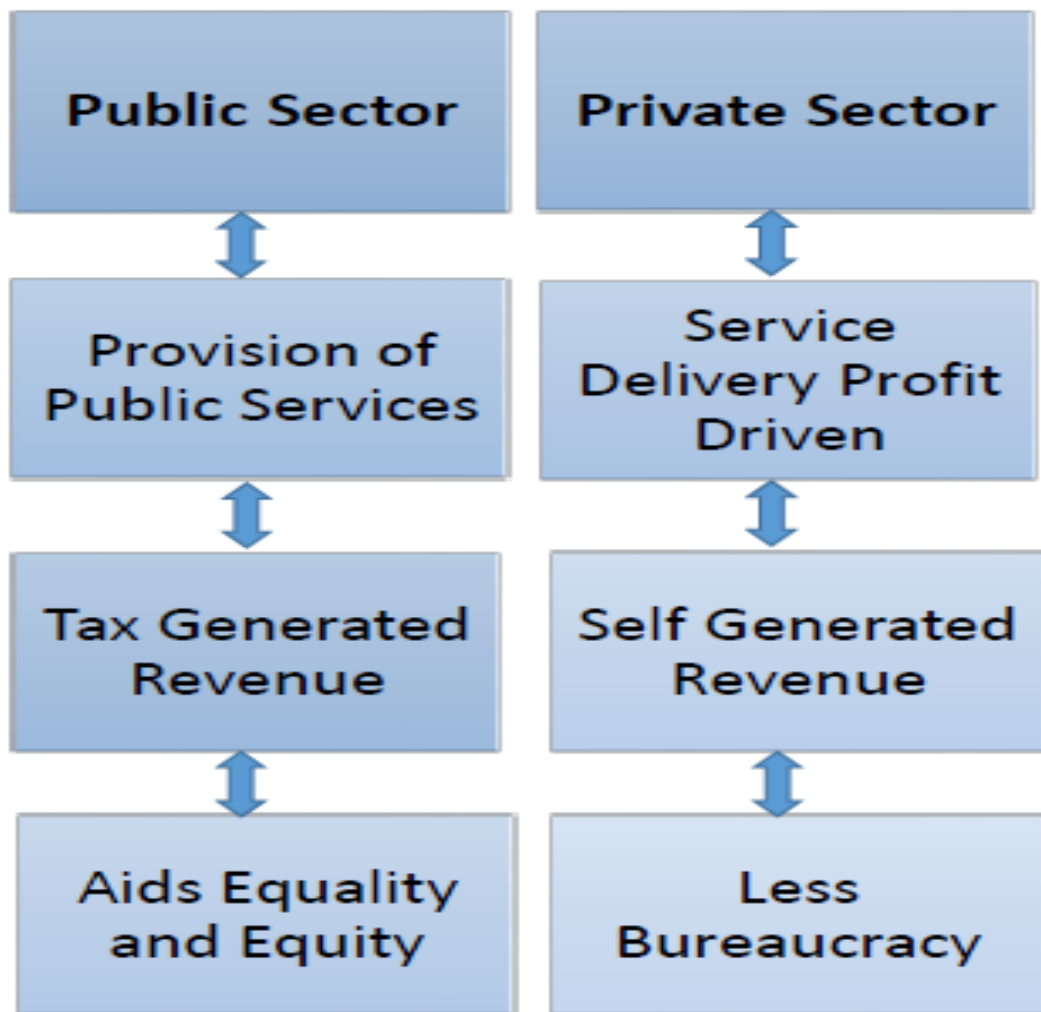 Public Sector
Private Sector
Provision of
Public Services
Service
Delivery Profit
Driven
Tax Generated
Revenue
Self Generated
Revenue
Aids Equality
and Equity
Less
Bureaucracy